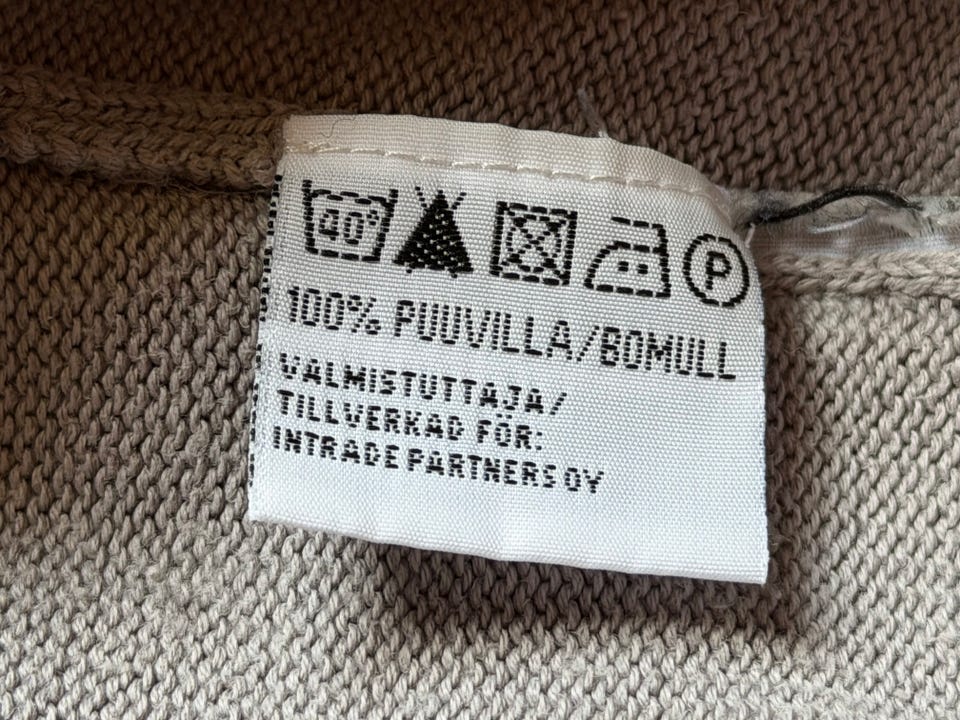 40° P
100% PUUVILLA/BOMULL
VALMISTUTTAJA/
TILLVERKAD FÖR:
INTRADE PARTNERS OY